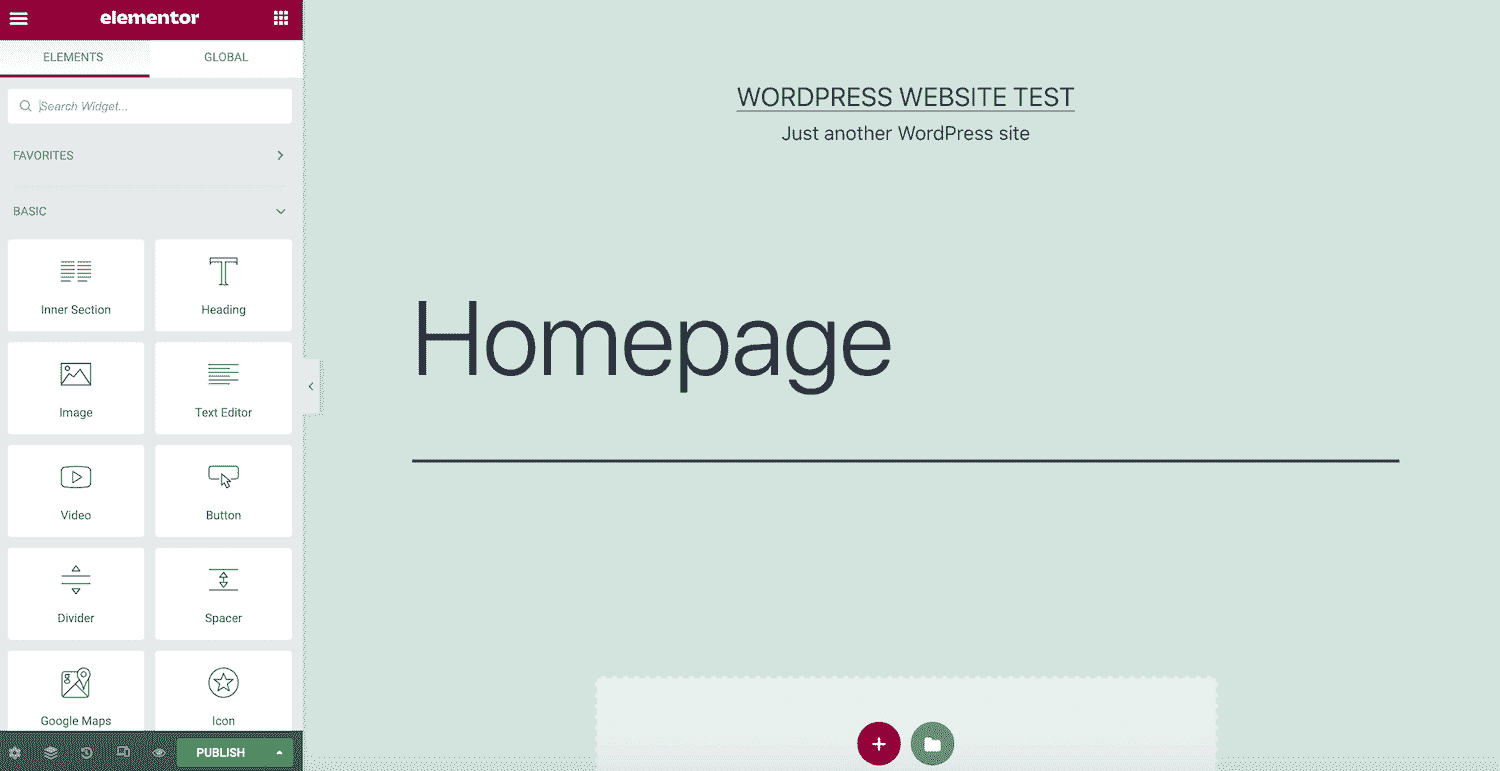 elementor
ELEMENTS GLOBAL
Search Widget...
FAVORITES
BASIC
Inner Section Heading
Image Text Editor
Video Button
Divider Spacer
Google Maps Icon
PUBLISH
WORDPRESS WEBSITE TEST
Just another WordPress site
Homepage